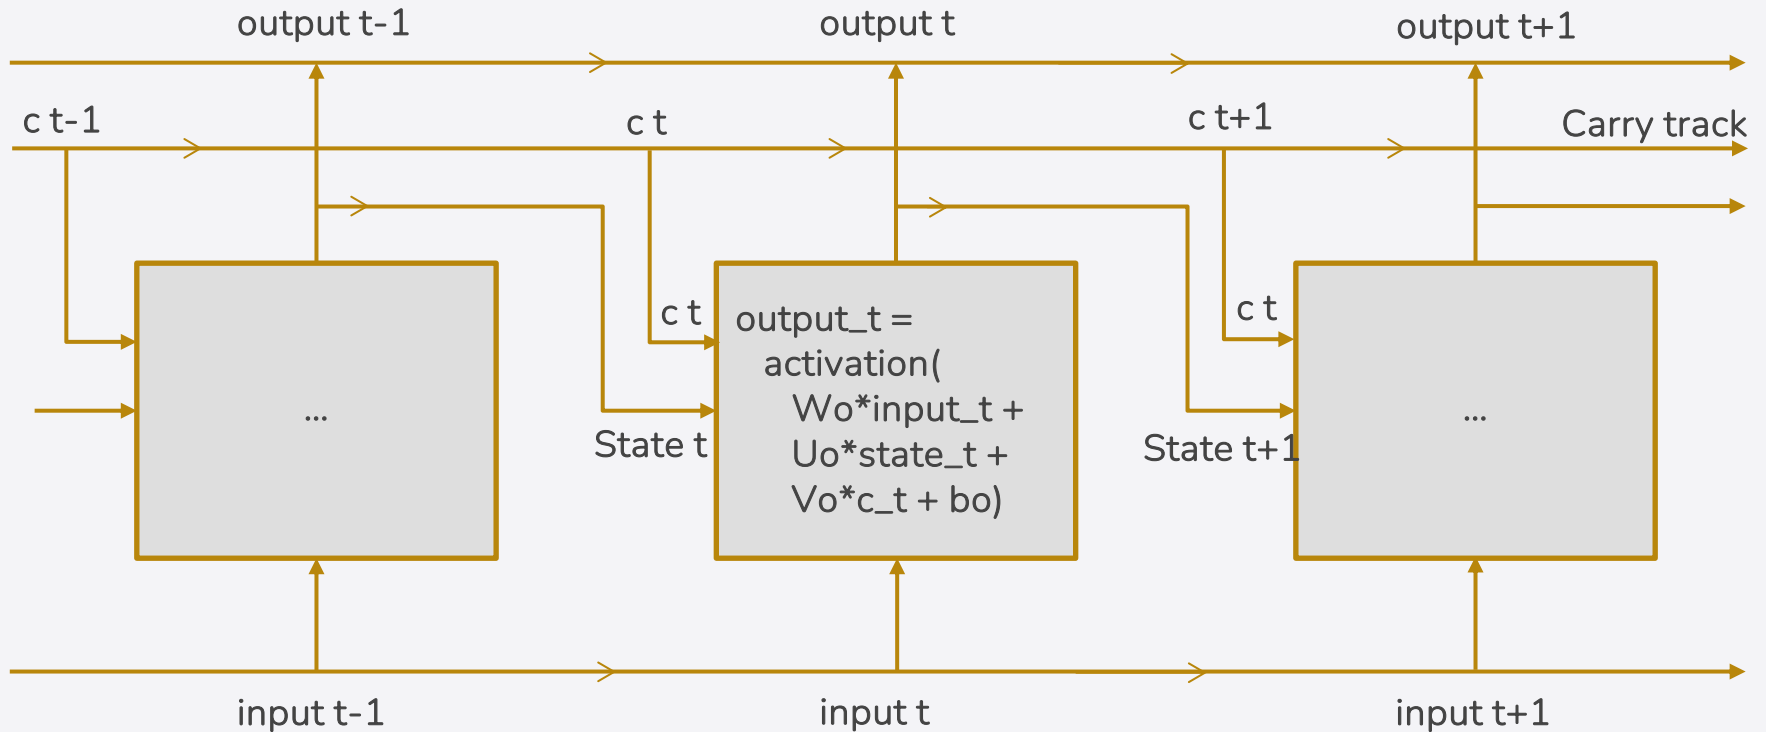 output t-1
output t
output t+1
c t-1
c t
c t+1
Carry track
c t
output_t =
activation(
Wo*input_t +
Uo*state_t +
Vo*c_t + bo)
c t
...
...
State t
State t+1
input t-1
input t
input t+1